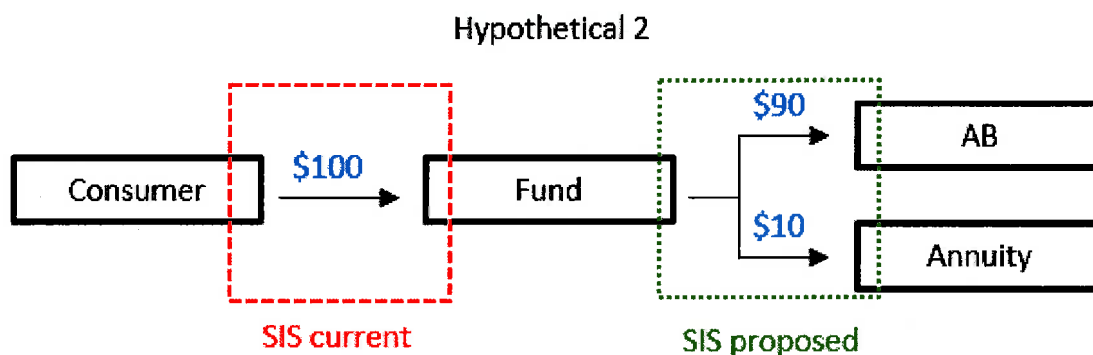 Hypothetical 2
$90
AB
Consumer
$100
Fund
$10
Annuity
SIS current
SIS proposed